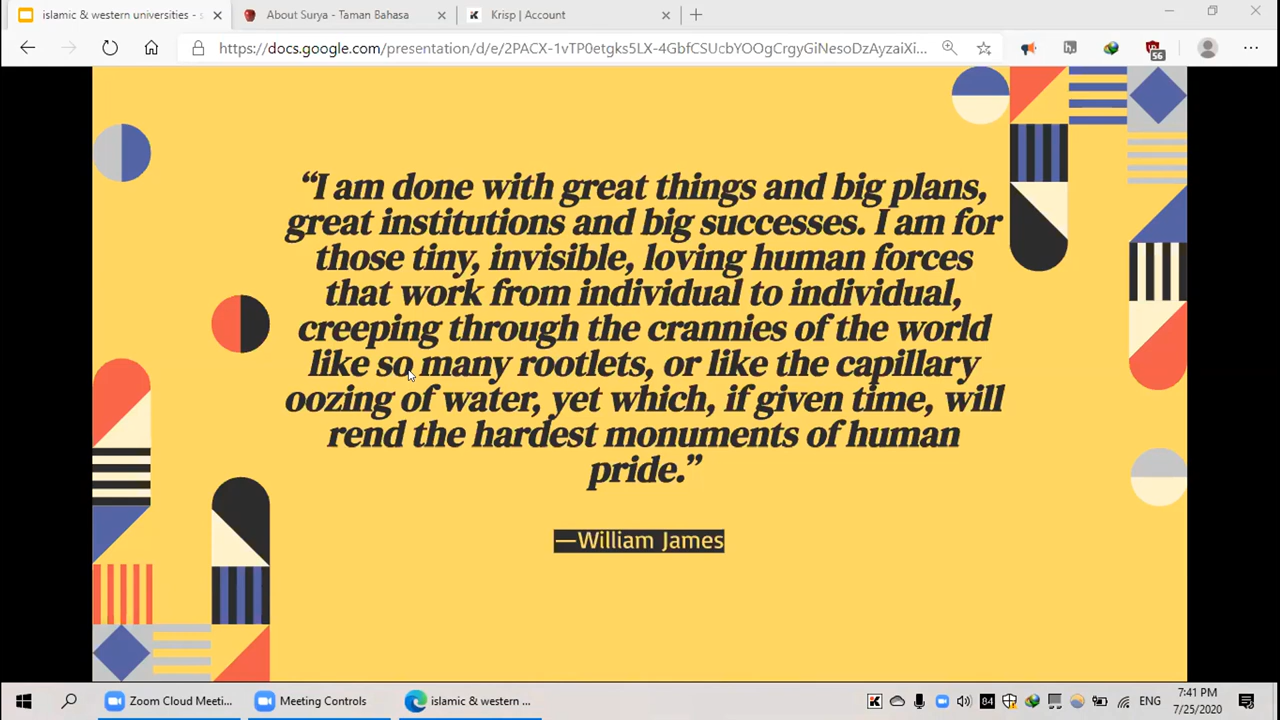 islamic & western universities - s
About Surya - Taman Bahasa
Krisp | Account
https://docs.google.com/presentation/d/e/2PACX-1vTP0etgks5LX-4GbfCSUcbYOOgCrgyGiNesoDzAyzaiXi...
56
“I am done with great things and big plans,
great institutions and big successes. I am for
those tiny, invisible, loving human forces
that work from individual to individual,
creeping through the crannies of the world
like so many rootlets, or like the capillary
oozing of water, yet which, if given time, will
rend the hardest monuments of human
pride.”
—William James
Zoom Cloud Meeti...
Meeting Controls
islamic & western ...
84
ENG
7:41 PM
7/25/2020